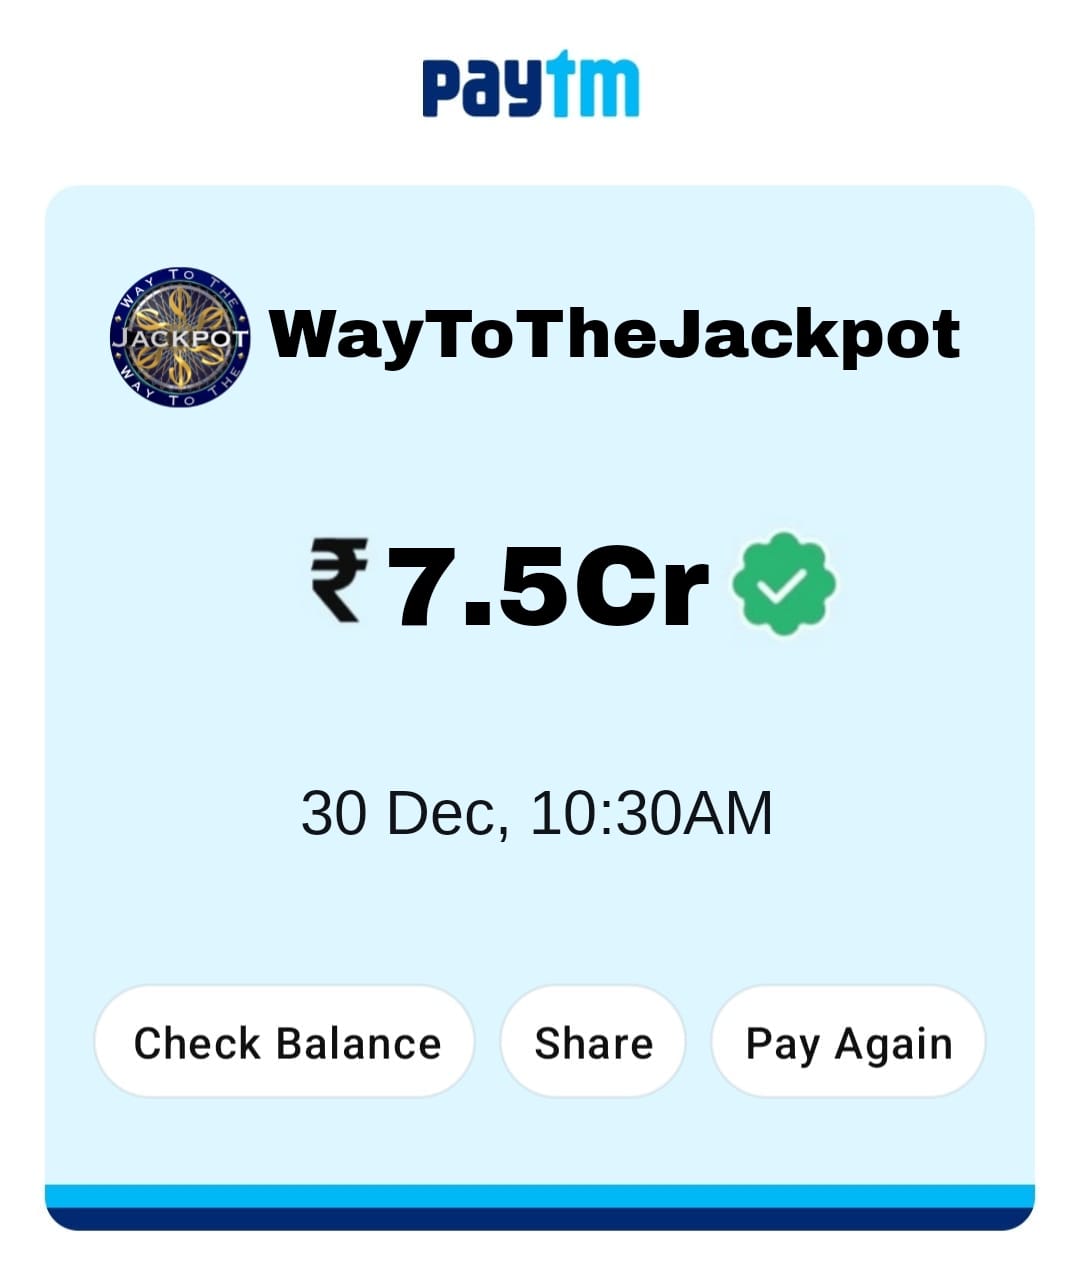 paytm
WAY TO THE
JACKPOT
WAY TO THE
WayToTheJackpot
₹7.5Cr
30 Dec, 10:30AM
Check Balance
Share
Pay Again